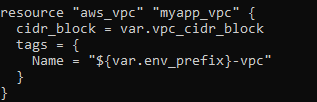 resource "aws_vpc" "myapp_vpc" {
  cidr_block = var.vpc_cidr_block
  tags = {
    Name = "${var.env_prefix}-vpc"
  }
}